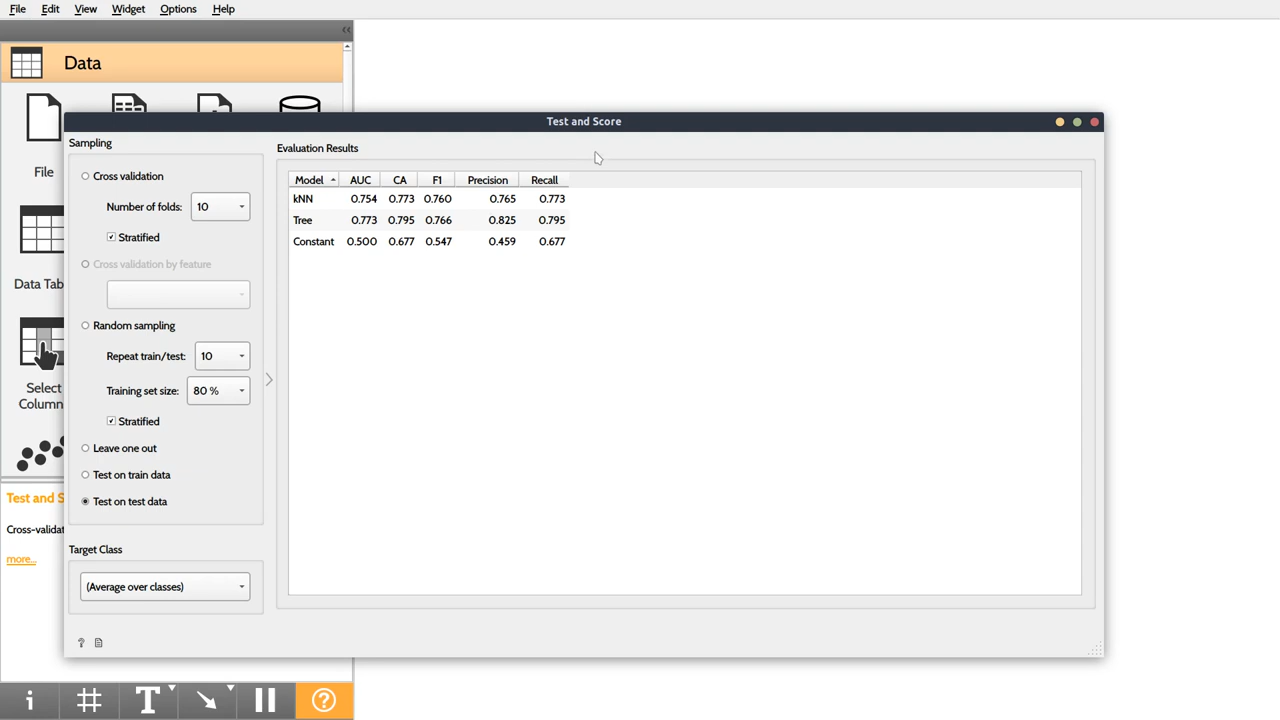 File Edit View Widget Options Help
Data
File
Data Tab
Select
Column
Test and S
Cross-validat
more...
Test and Score
Sampling
Cross validation
Number of folds: 10
Stratified
Cross validation by feature
Random sampling
Repeat train/test: 10
Training set size: 80 %
Stratified
Leave one out
Test on train data
Test on test data
Target Class
(Average over classes)
Evaluation Results
Model AUC CA F1 Precision Recall
kNN 0.754 0.773 0.760 0.765 0.773
Tree 0.773 0.795 0.766 0.825 0.795
Constant 0.500 0.677 0.547 0.459 0.677